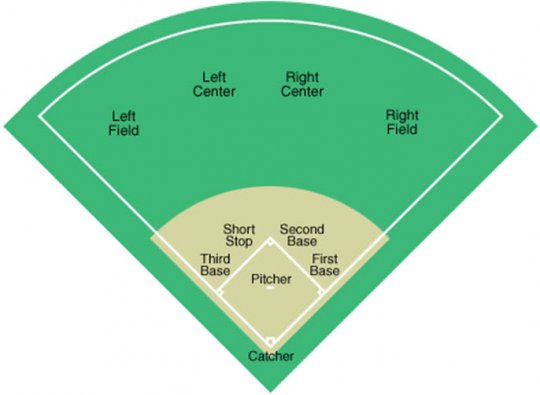 Left
Center
Right
Center
Left
Field
Right
Field
Short
Stop
Second
Base
Third
Base
First
Base
Pitcher
Catcher